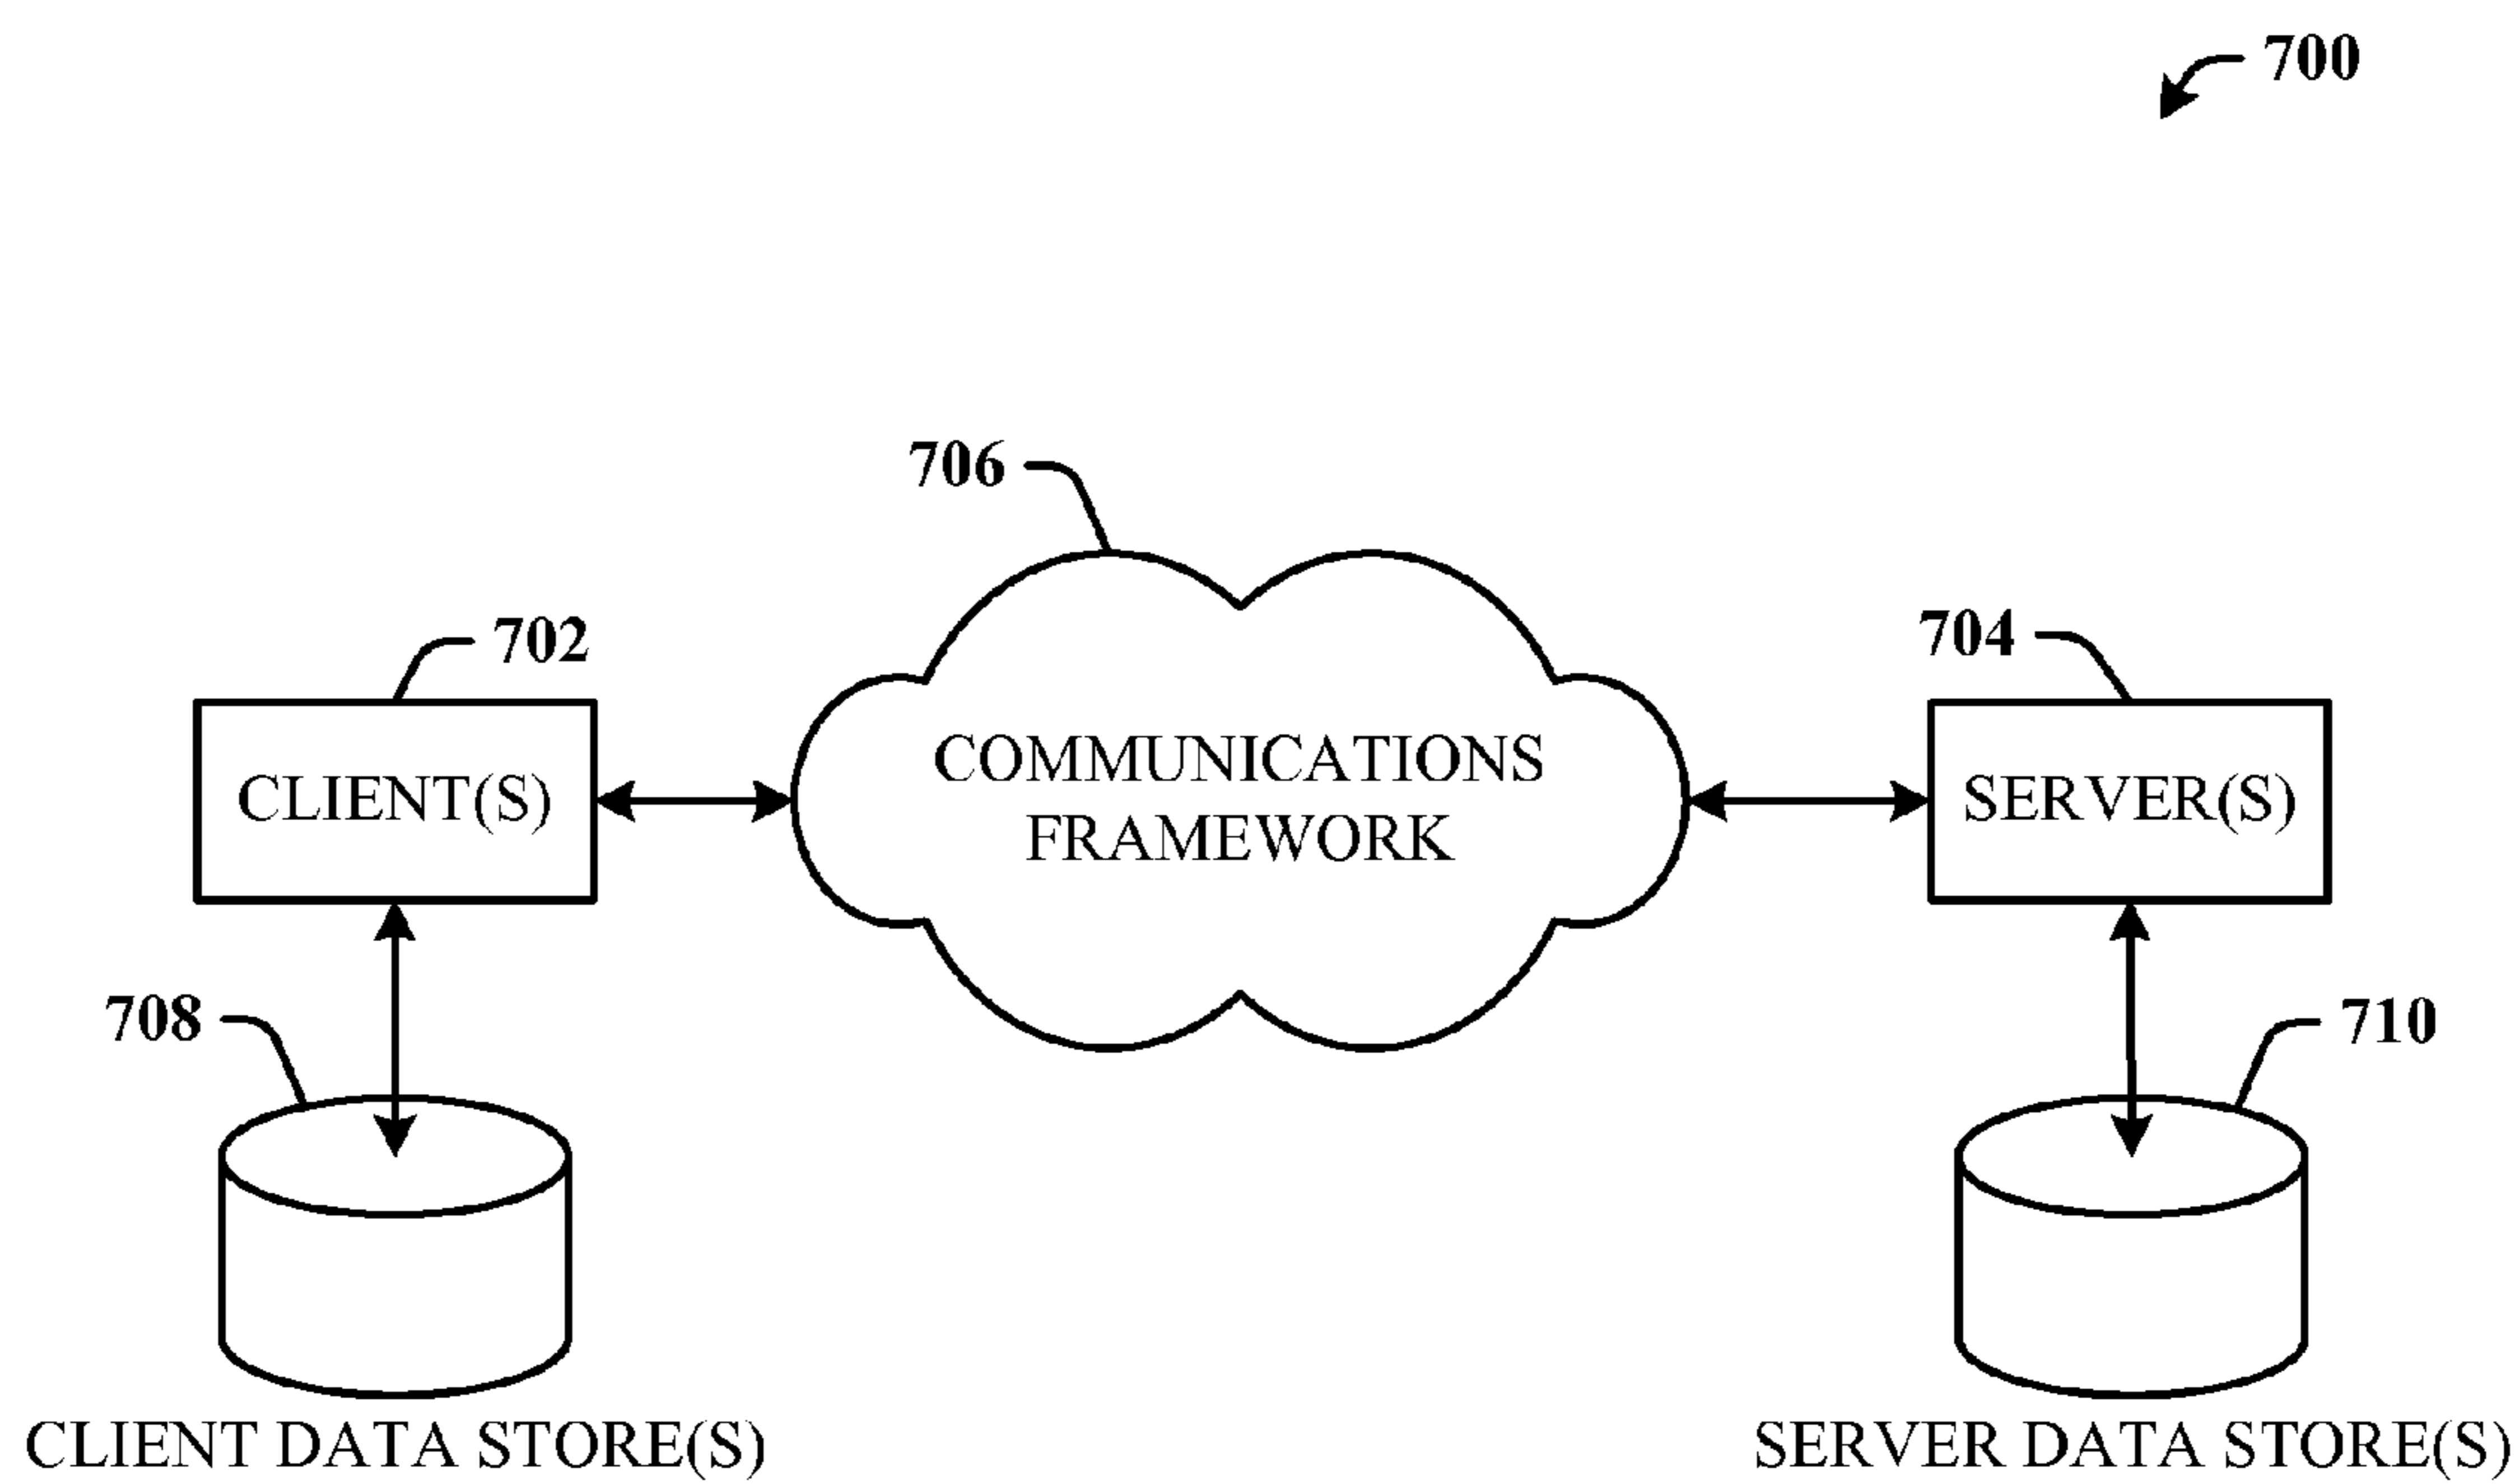 700
706
702
704
CLIENT(S)
COMMUNICATIONS
FRAMEWORK
SERVER(S)
708
710
CLIENT DATA STORE(S)
SERVER DATA STORE(S)